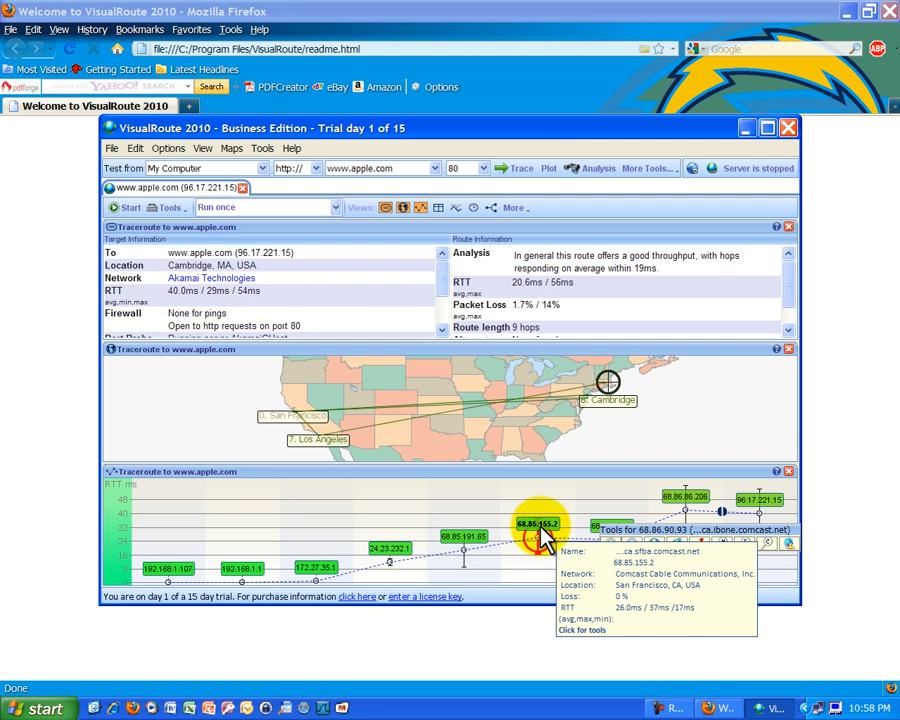 Welcome to VisualRoute 2010 - Mozilla Firefox
File Edit View History Bookmarks Favorites Tools Help
file:///C:/Program Files/VisualRoute/readme.html
Google
ABP
Most Visited Getting Started Latest Headlines
pdfforge
YAHOO! SEARCH Search PDFCreator eBay Amazon Options
Welcome to VisualRoute 2010
VisualRoute 2010 - Business Edition - Trial day 1 of 15
File Edit Options View Maps Tools Help
Test from My Computer http:// www.apple.com 80 Trace Plot Analysis More Tools... Server is stopped
www.apple.com (96.17.221.15)
Start Tools Run once Views: More
Traceroute to www.apple.com
Target Information Route Information
To www.apple.com (96.17.221.15)
Location Cambridge, MA, USA
Network Akamai Technologies
RTT 40.0ms / 29ms / 54ms
avg,min,max
Firewall None for pings
Open to http requests on port 80
Analysis In general this route offers a good throughput, with hops
responding on average within 19ms.
RTT 20.6ms / 56ms
avg,max
Packet Loss 1.7% / 14%
avg,max
Route length 9 hops
Traceroute to www.apple.com
8: Cambridge
0. San Francisco
7. Los Angeles
Traceroute to www.apple.com
RTT ms
48
40
32
24
16
8
0
192.168.1.107
192.168.1.1
172.27.35.1
24.23.232.1
68.85.191.65
68.85.155.2
68.86.86.206
96.17.221.15
Tools for 68.86.90.93 (...ca.ibone.comcast.net)
Name: ....ca.sfba.comcast.net
68.85.155.2
Network: Comcast Cable Communications, Inc.
Location: San Francisco, CA, USA
Loss: 0 %
RTT 26.0ms / 37ms /17ms
(avg,max,min):
Click for tools
You are on day 1 of a 15 day trial. For purchase information click here or enter a license key.
Done
start R... W... Vi... 10:58 PM